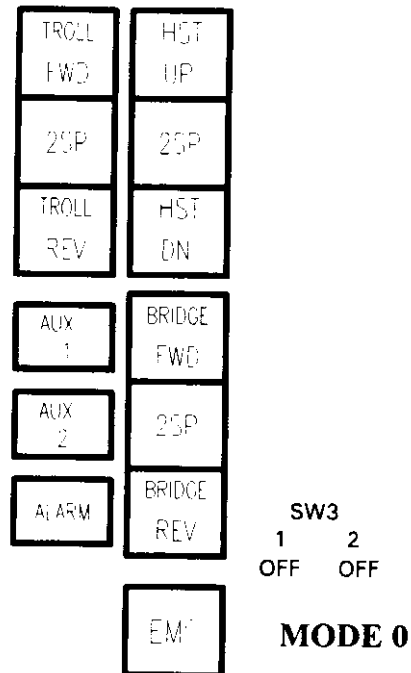 TROLL
FWD
2SP
TROLL
REV
HST
UP
2SP
HST
DN
AUX
1
AUX
2
ALARM
BRIDGE
FWD
2SP
BRIDGE
REV
SW3
1 2
OFF OFF
MODE 0